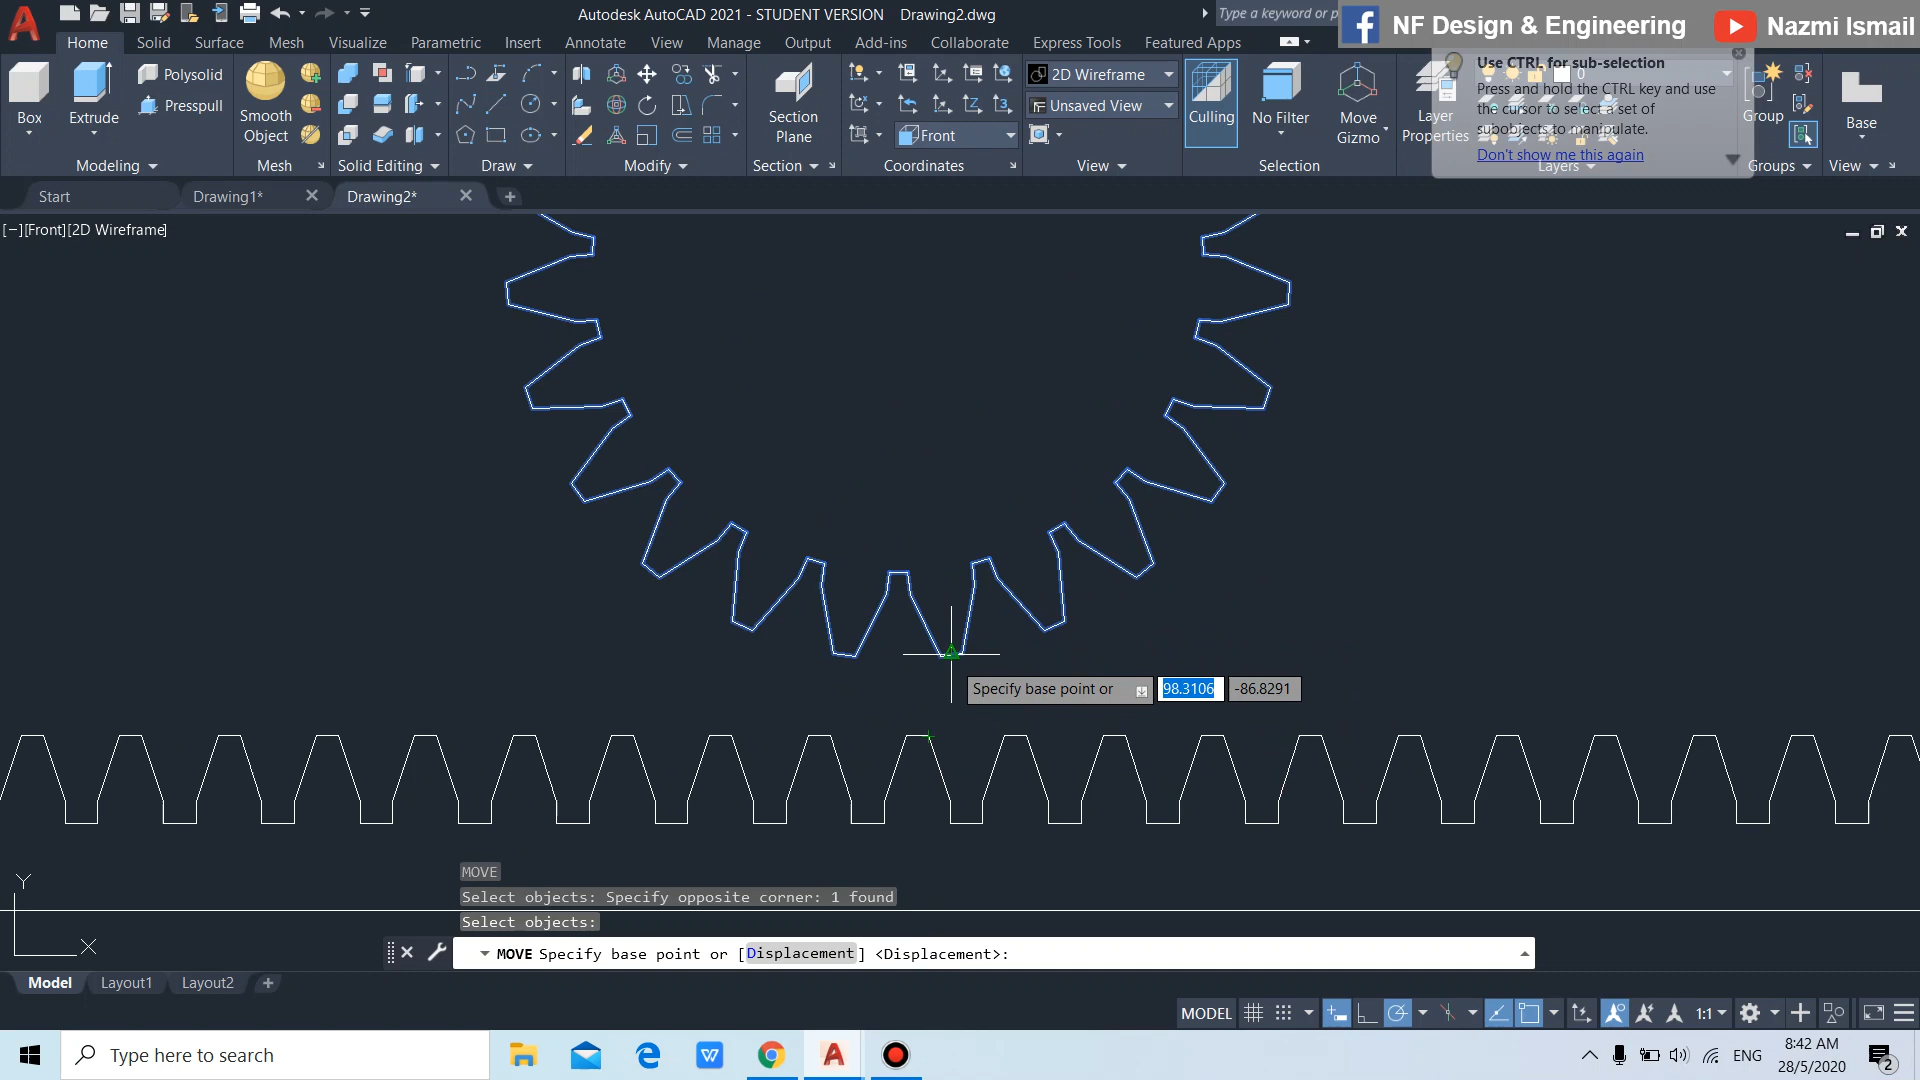 Autodesk AutoCAD 2021 - STUDENT VERSION Drawing2.dwg
Type a keyword or p
NF Design & Engineering
Nazmi Ismail
Home Solid Surface Mesh Visualize Parametric Insert Annotate View Manage Output Add-ins Collaborate Express Tools Featured Apps
Use CTRL for sub-selection
Press and hold the CTRL key and use
the cursor to select a set of
subobjects to manipulate.
Don't show me this again
Box
Extrude
Polysolid
Presspull
Smooth
Object
Section
Plane
Front
2D Wireframe
Unsaved View
Culling
No Filter
Move
Gizmo
Layer
Properties
0
Group
Base
Modeling Mesh Solid Editing Draw Modify Section Coordinates View Selection Layers Groups View
Start Drawing1* Drawing2*
[−][Front][2D Wireframe]
Specify base point or 98.3106 -86.8291
MOVE
Select objects: Specify opposite corner: 1 found
Select objects:
MOVE Specify base point or [Displacement] <Displacement>:
Y
X
Model Layout1 Layout2
MODEL 1:1
Type here to search
ENG
8:42 AM
28/5/2020
2